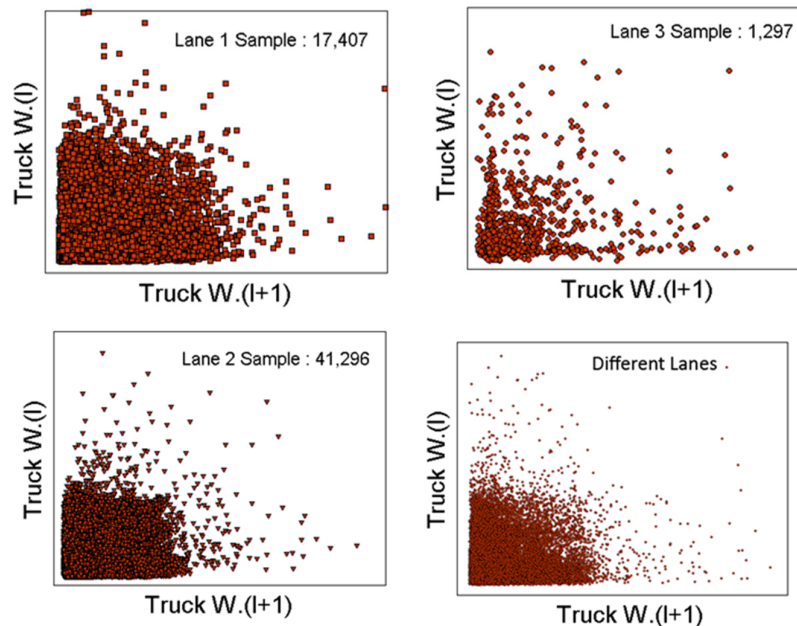 Lane 1 Sample : 17,407
Truck W.(I)
Truck W.(I+1)
Lane 3 Sample : 1,297
Truck W.(I)
Truck W.(I+1)
Lane 2 Sample : 41,296
Truck W.(I)
Truck W.(I+1)
Different Lanes
Truck W.(I)
Truck W.(I+1)